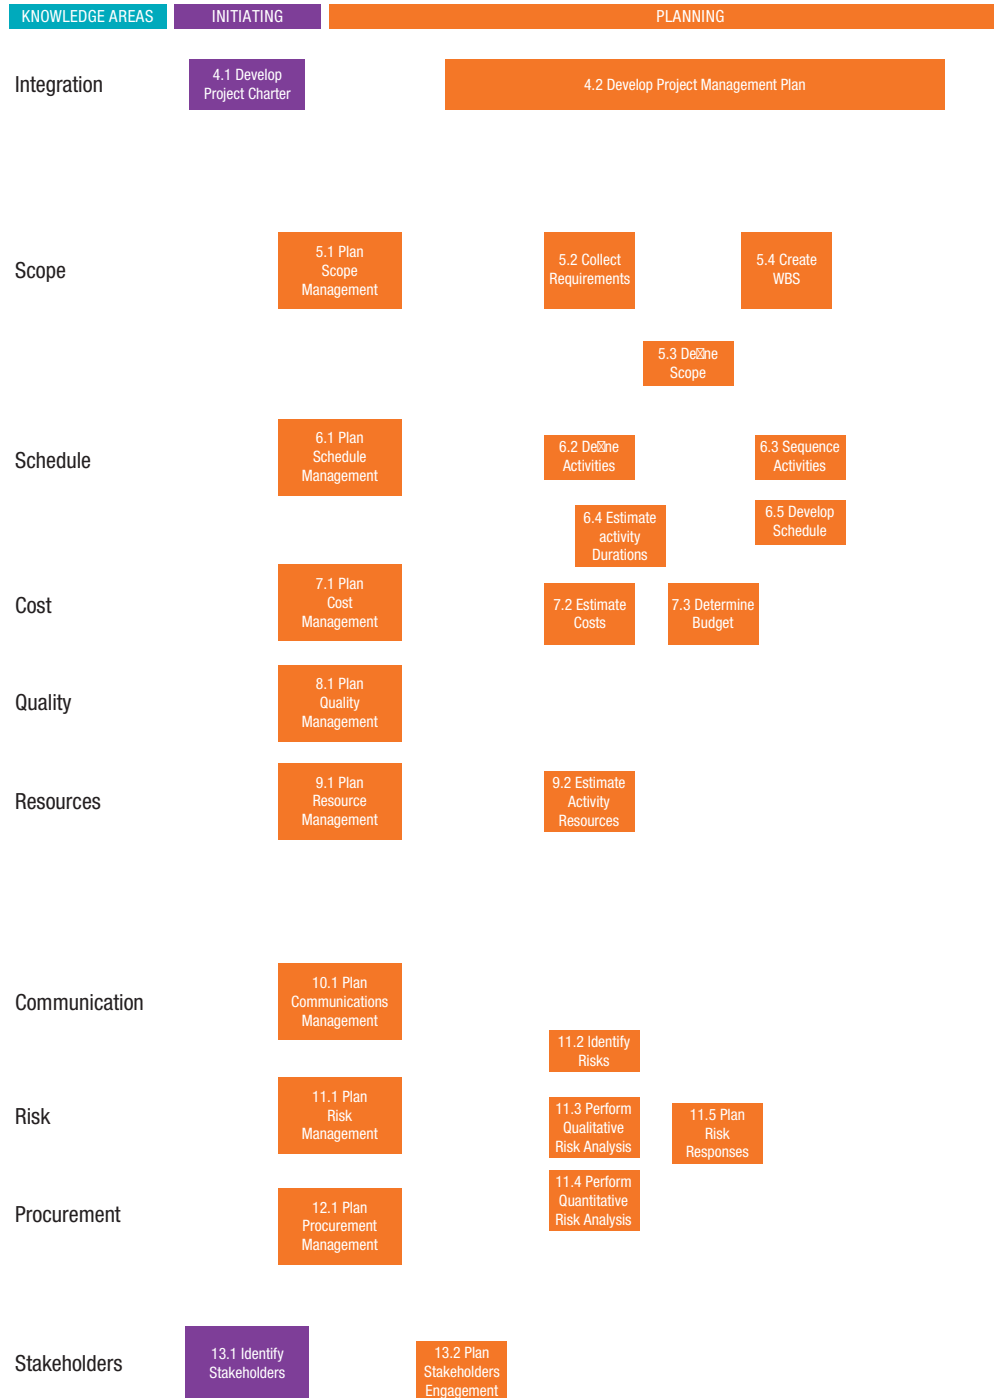 KNOWLEDGE AREAS
INITIATING
PLANNING
Integration
4.1 Develop
Project Charter
4.2 Develop Project Management Plan
Scope
5.1 Plan
Scope
Management
5.2 Collect
Requirements
5.4 Create
WBS
5.3 De☒ne
Scope
Schedule
6.1 Plan
Schedule
Management
6.2 De☒ne
Activities
6.3 Sequence
Activities
6.4 Estimate
activity
Durations
6.5 Develop
Schedule
Cost
7.1 Plan
Cost
Management
7.2 Estimate
Costs
7.3 Determine
Budget
Quality
8.1 Plan
Quality
Management
Resources
9.1 Plan
Resource
Management
9.2 Estimate
Activity
Resources
Communication
10.1 Plan
Communications
Management
11.2 Identify
Risks
Risk
11.1 Plan
Risk
Management
11.3 Perform
Qualitative
Risk Analysis
11.5 Plan
Risk
Responses
11.4 Perform
Quantitative
Risk Analysis
Procurement
12.1 Plan
Procurement
Management
Stakeholders
13.1 Identify
Stakeholders
13.2 Plan
Stakeholders
Engagement